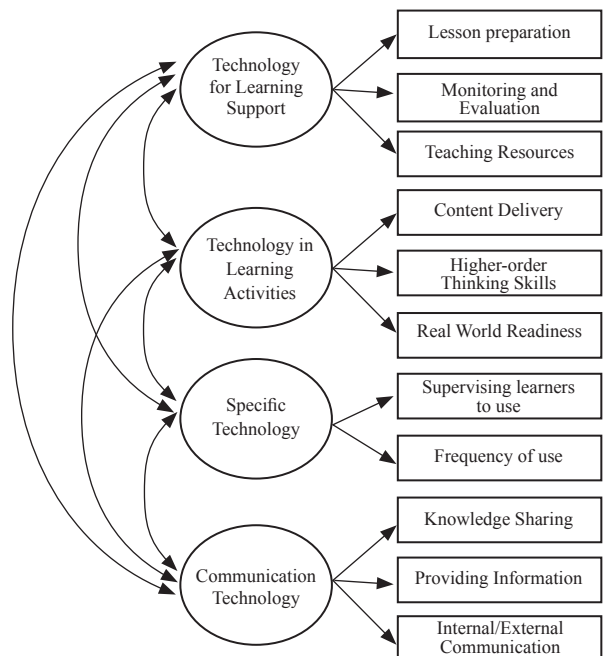 Technology
for Learning
Support
Lesson preparation
Monitoring and
Evaluation
Teaching Resources
Technology in
Learning
Activities
Content Delivery
Higher-order
Thinking Skills
Real World Readiness
Specific
Technology
Supervising learners
to use
Frequency of use
Communication
Technology
Knowledge Sharing
Providing Information
Internal/External
Communication